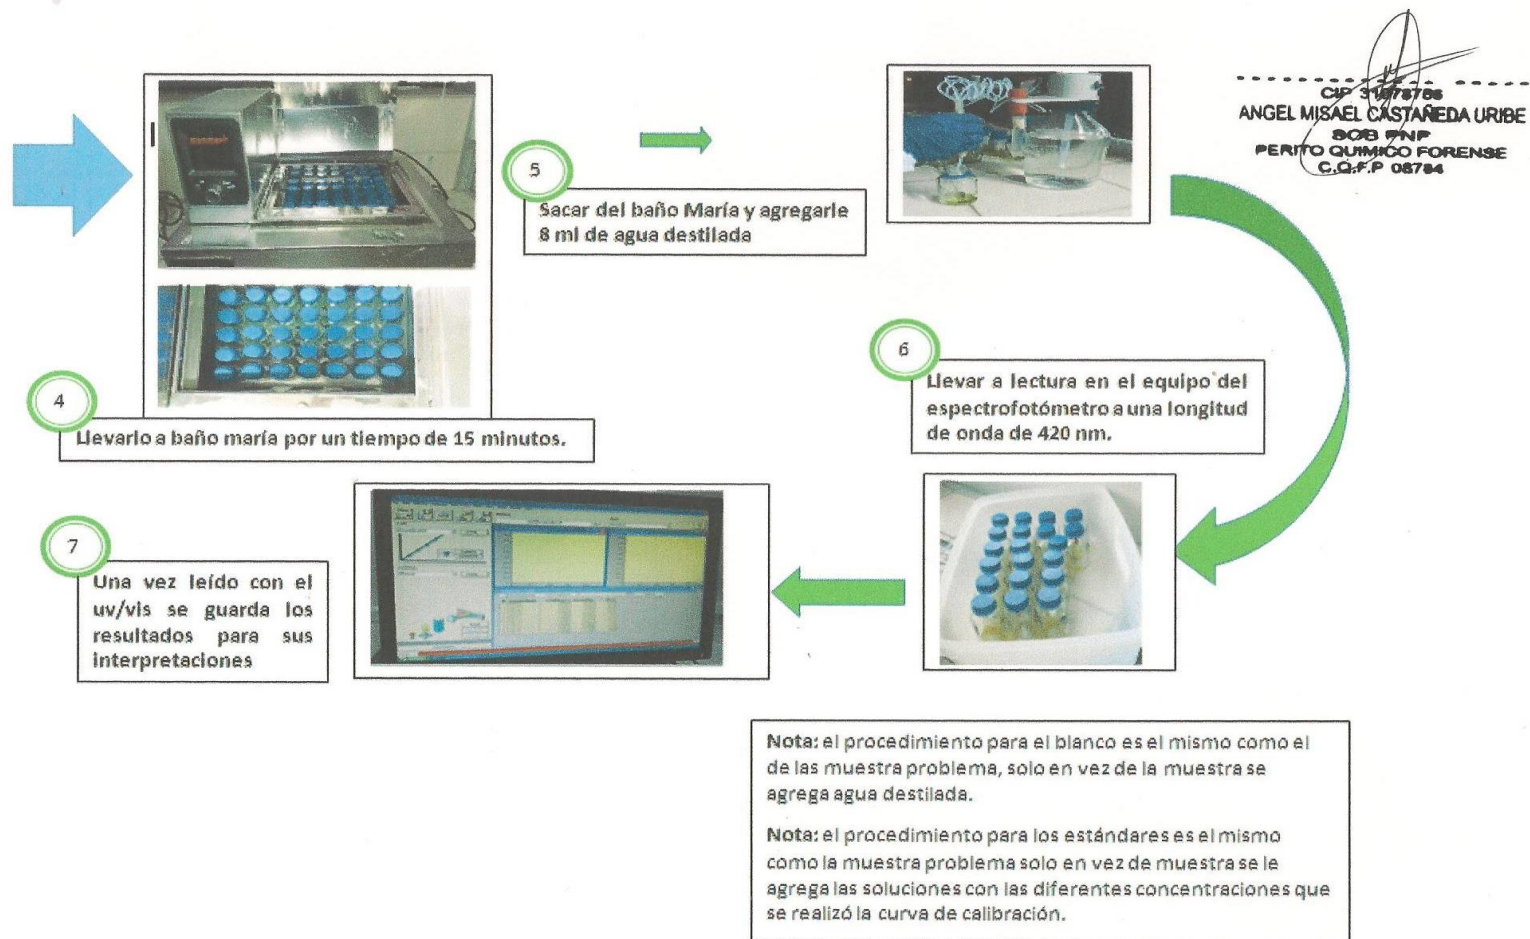 ANGEL MISAEL CASTAÑEDA URIBE
SOB PNP
PERITO QUIMICO FORENSE
C.Q.F.P 08784
5
Sacar del baño María y agregarle
8 ml de agua destilada
4
Llevarlo a baño maría por un tiempo de 15 minutos.
6
Llevar a lectura en el equipo del
espectrofotómetro a una longitud
de onda de 420 nm.
7
Una vez leído con el
uv/vis se guarda los
resultados para sus
interpretaciones
Nota: el procedimiento para el blanco es el mismo como el
de las muestra problema, solo en vez de la muestra se
agrega agua destilada.
Nota: el procedimiento para los estándares es el mismo
como la muestra problema solo en vez de muestra se le
agrega las soluciones con las diferentes concentraciones que
se realizó la curva de calibración.